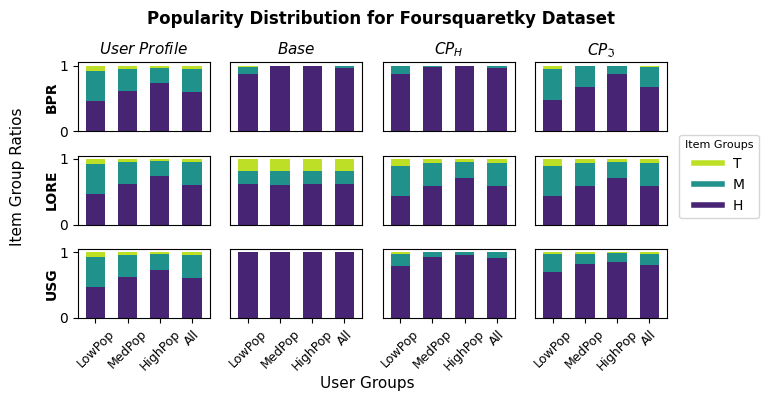 Popularity Distribution for Foursquaretky Dataset
User Profile Base CP_H CP_ℑ
Item Group Ratios
BPR 1 0
LORE 1 0
USG 1 0
LowPop MedPop HighPop All LowPop MedPop HighPop All LowPop MedPop HighPop All LowPop MedPop HighPop All
User Groups
Item Groups
T
M
H